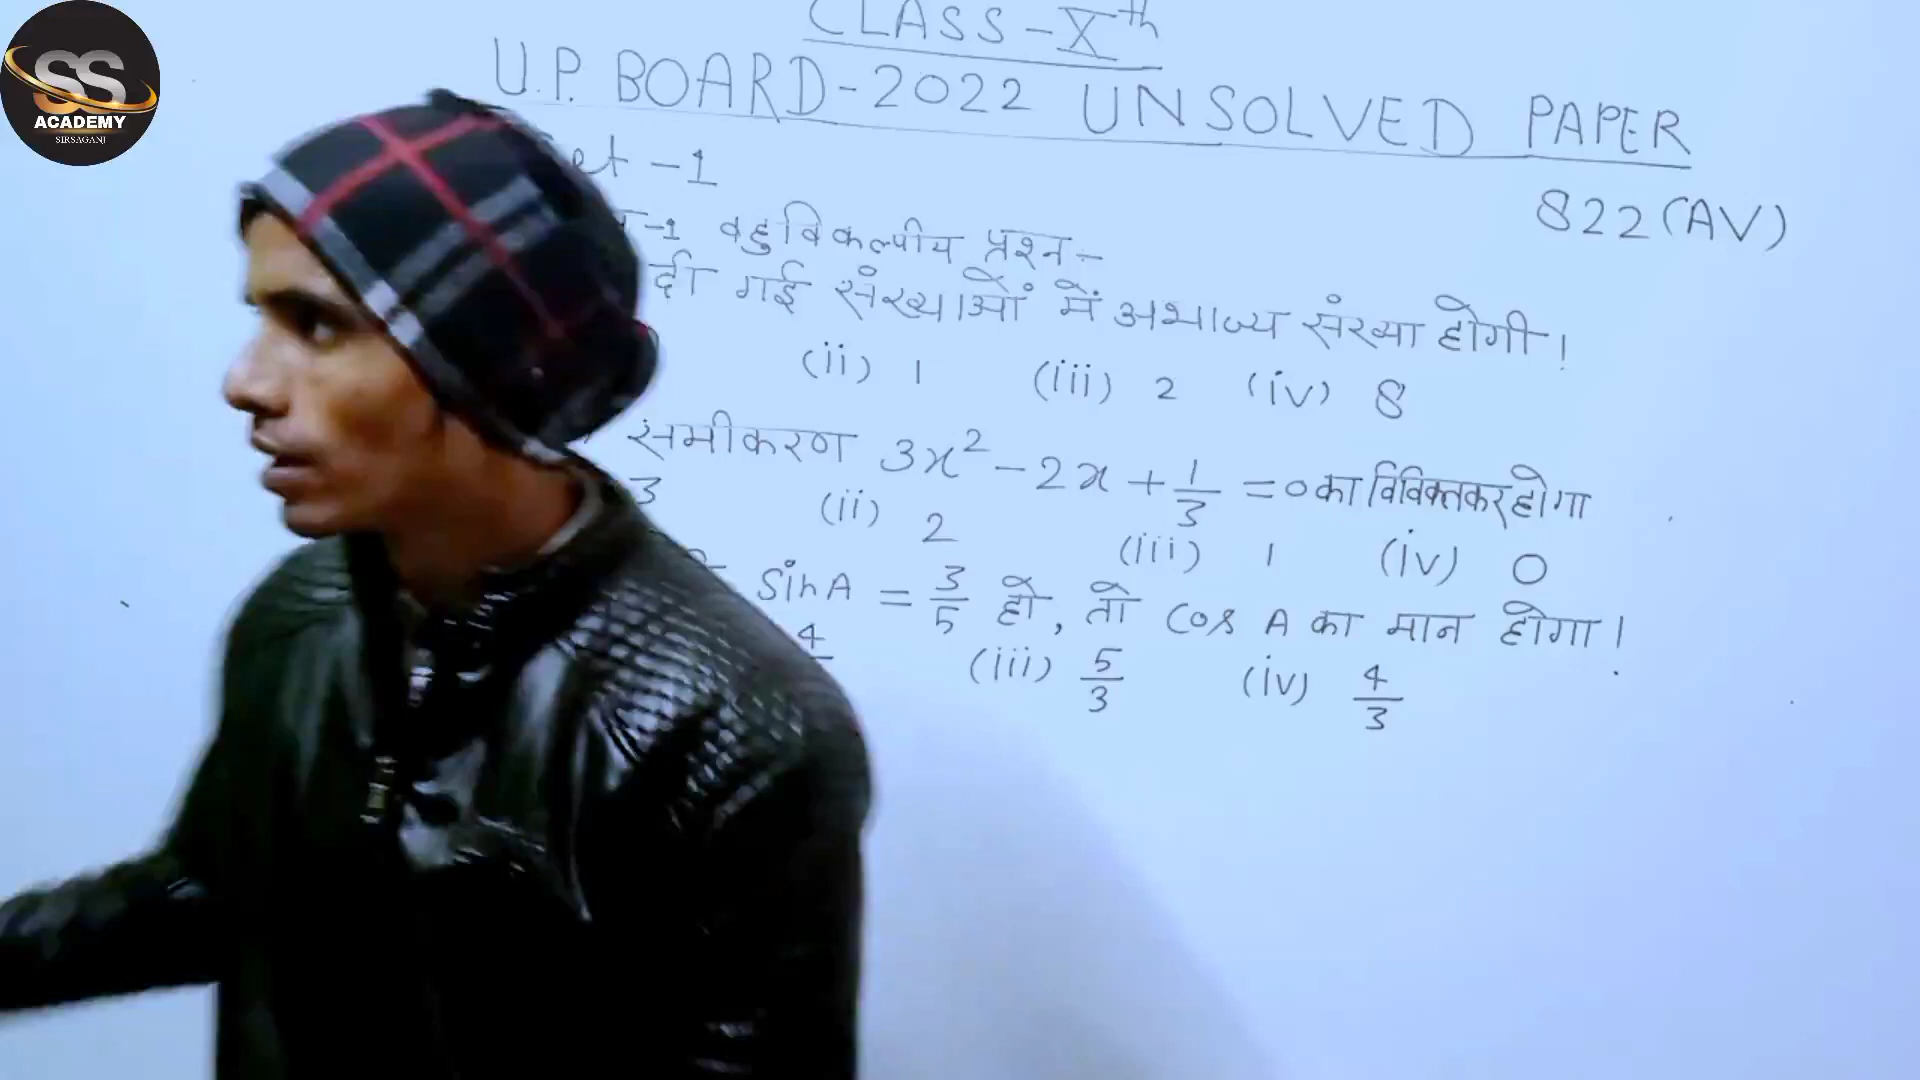 SS
ACADEMY
SIRSAGANJ
CLASS-Xth
U.P. BOARD-2022 UNSOLVED PAPER
-1
822(AV)
-1 बहुविकल्पीय प्रश्न-
दी गई संख्याओं में अभाज्य संख्या होगी।
(ii) 1 (iii) 2 (iv) 8
समीकरण 3x² - 2x + 1/3 = 0 का विविक्तकर होगा
3 (ii) 2 (iii) 1 (iv) 0
SinA = 3/5 हो, तो Cos A का मान होगा।
4 (iii) 5/3 (iv) 4/3